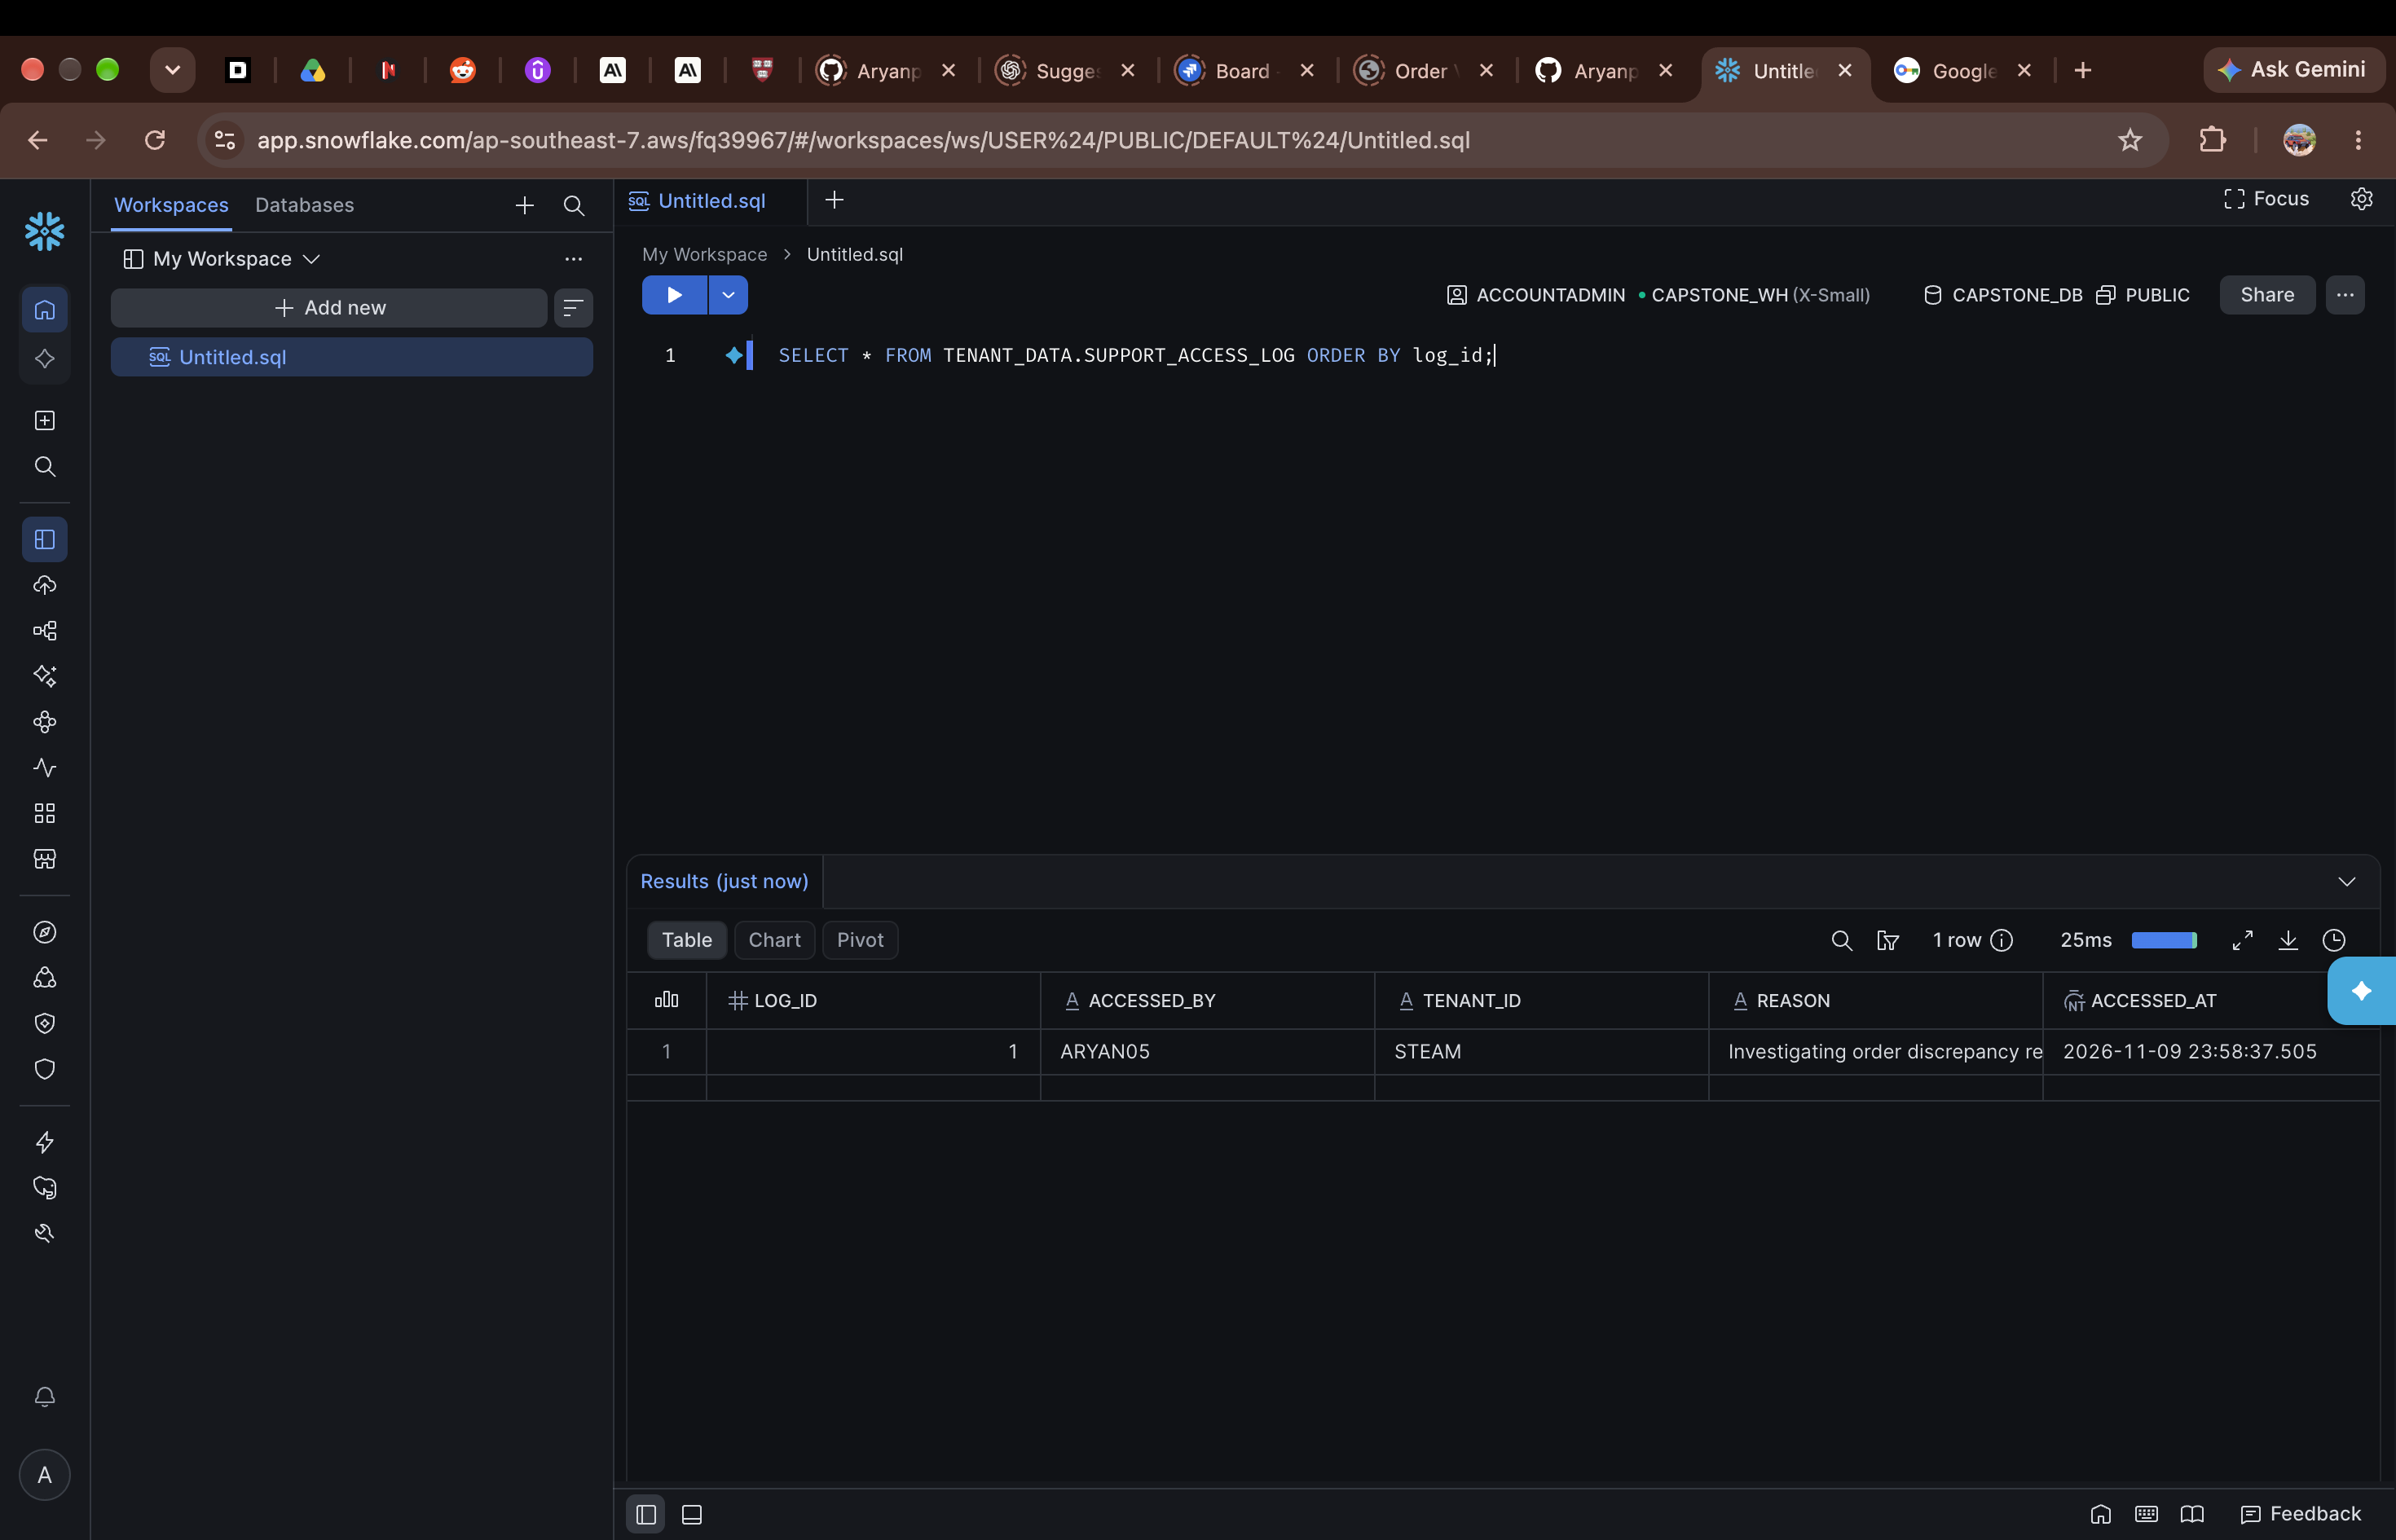 Aryanp
Sugges
Board
Order
Aryanp
Untitle
Google
Ask Gemini
app.snowflake.com/ap-southeast-7.aws/fq39967/#/workspaces/ws/USER%24/PUBLIC/DEFAULT%24/Untitled.sql
Workspaces
Databases
My Workspace
Add new
SQL Untitled.sql
SQL Untitled.sql
Focus
My Workspace > Untitled.sql
ACCOUNTADMIN
CAPSTONE_WH (X-Small)
CAPSTONE_DB
PUBLIC
Share
1 SELECT * FROM TENANT_DATA.SUPPORT_ACCESS_LOG ORDER BY log_id;
Results (just now)
Table
Chart
Pivot
1 row
25ms
LOG_ID
ACCESSED_BY
TENANT_ID
REASON
ACCESSED_AT
1
1
ARYAN05
STEAM
Investigating order discrepancy re
2026-11-09 23:58:37.505
A
Feedback